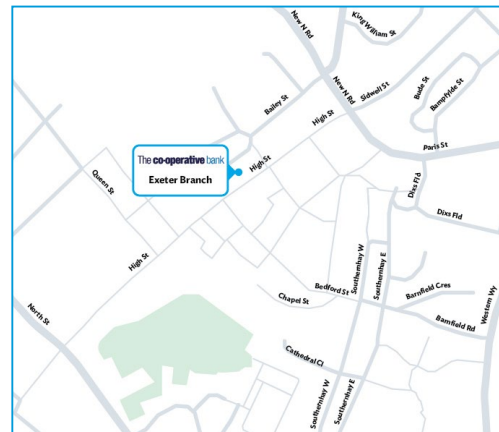 New N Rd
King William St
New N Rd
Sidwell St
Bude St
Bampfylde St
Bailey St
High St
Paris St
The co-operative bank
Exeter Branch
High St
Queen St
Dixs Fld
Dixs Fld
High St
Southernhay W
Southernhay E
Bedford St
Barnfield Cres
Chapel St
Barnfield Rd
Western Wy
North St
Cathedral Cl
Southernhay W
Southernhay E